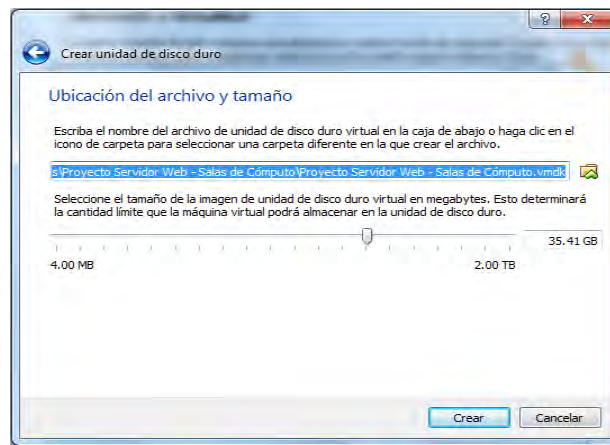 ?
x
Crear unidad de disco duro
Ubicación del archivo y tamaño
Escriba el nombre del archivo de unidad de disco duro virtual en la caja de abajo o haga clic en el
icono de carpeta para seleccionar una carpeta diferente en la que crear el archivo.
s\Proyecto Servidor Web - Salas de Cómputo\Proyecto Servidor Web - Salas de Cómputo.vmdk
Seleccione el tamaño de la imagen de unidad de disco duro virtual en megabytes. Esto determinará
la cantidad límite que la máquina virtual podrá almacenar en la unidad de disco duro.
35.41 GB
4.00 MB 2.00 TB
Crear Cancelar